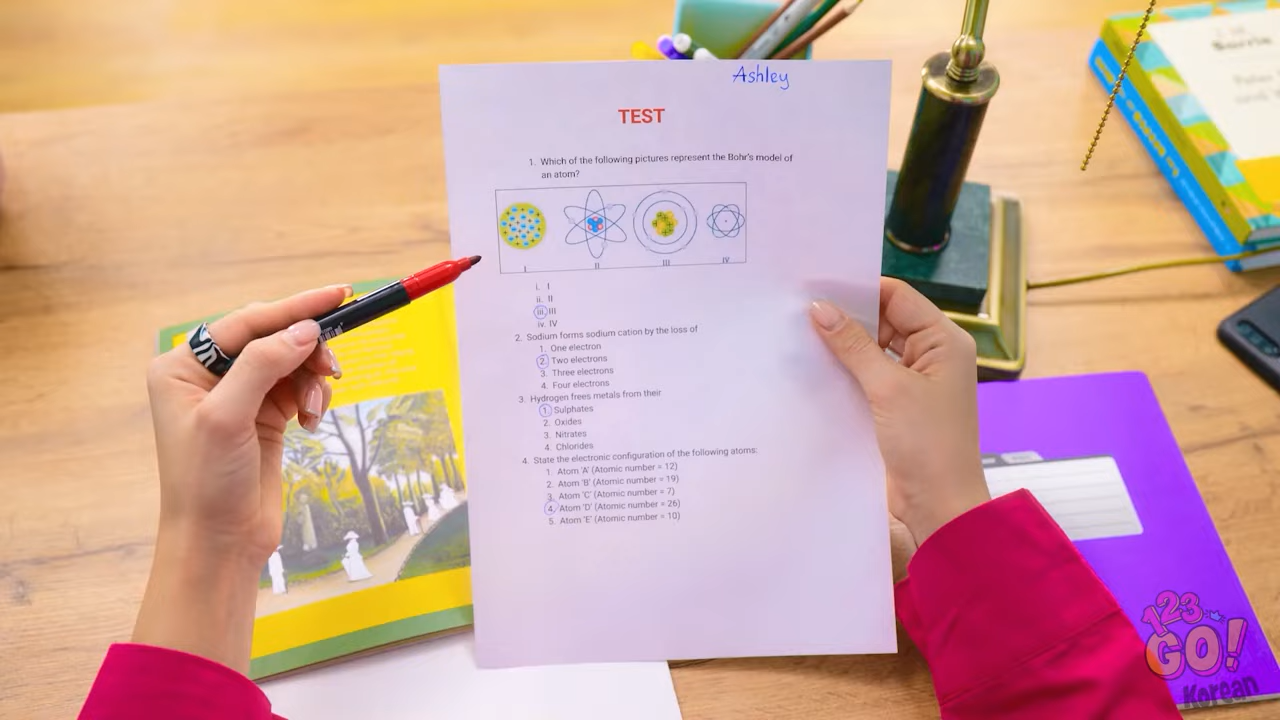 Ashley
TEST
1. Which of the following pictures represent the Bohr's model of
an atom?
I II III IV
i. I
ii. II
iii. III
iv. IV
2. Sodium forms sodium cation by the loss of
1. One electron
2. Two electrons
3. Three electrons
4. Four electrons
3. Hydrogen frees metals from their
1. Sulphates
2. Oxides
3. Nitrates
4. Chlorides
4. State the electronic configuration of the following atoms:
1. Atom 'A' (Atomic number = 12)
2. Atom 'B' (Atomic number = 19)
3. Atom 'C' (Atomic number = 7)
4. Atom 'D' (Atomic number = 26)
5. Atom 'E' (Atomic number = 10)
123
GO!
Korean